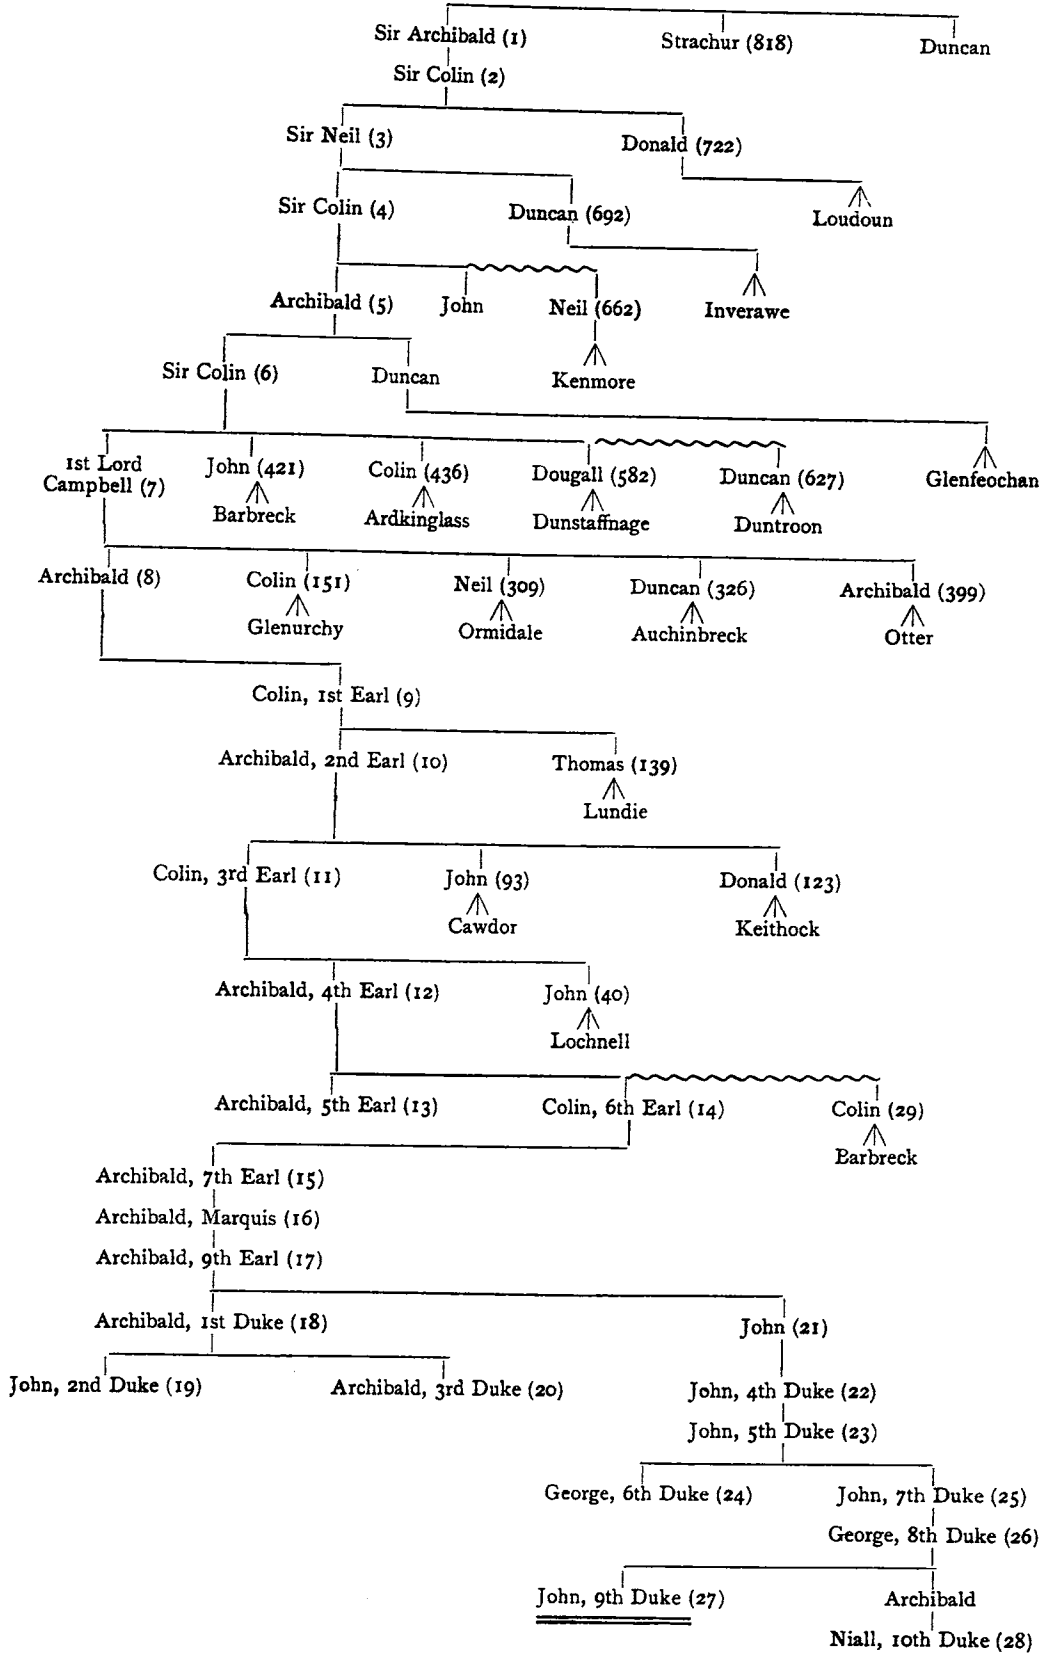 Sir Archibald (1) Strachur (818) Duncan
Sir Colin (2)
Sir Neil (3) Donald (722)
Sir Colin (4) Duncan (692) Loudoun
Archibald (5) John Neil (662) Inverawe
Sir Colin (6) Duncan Kenmore
1st Lord
Campbell (7) John (421) Colin (436) Dougall (582) Duncan (627) Glenfeochan
Barbreck Ardkinglass Dunstaffnage Duntroon
Archibald (8) Colin (151) Neil (309) Duncan (326) Archibald (399)
Glenurchy Ormidale Auchinbreck Otter
Colin, 1st Earl (9)
Archibald, 2nd Earl (10) Thomas (139)
Lundie
Colin, 3rd Earl (11) John (93) Donald (123)
Cawdor Keithock
Archibald, 4th Earl (12) John (40)
Lochnell
Archibald, 5th Earl (13) Colin, 6th Earl (14) Colin (29)
Barbreck
Archibald, 7th Earl (15)
Archibald, Marquis (16)
Archibald, 9th Earl (17)
Archibald, 1st Duke (18) John (21)
John, 2nd Duke (19) Archibald, 3rd Duke (20) John, 4th Duke (22)
John, 5th Duke (23)
George, 6th Duke (24) John, 7th Duke (25)
George, 8th Duke (26)
John, 9th Duke (27) Archibald
Niall, 10th Duke (28)